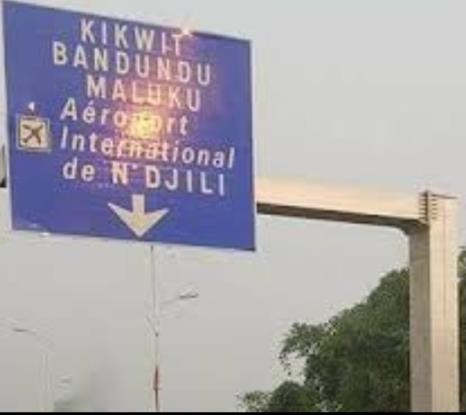 KIKWIT
BANDUNDU
MALUKU
Aéroport
International
de N'DJILI